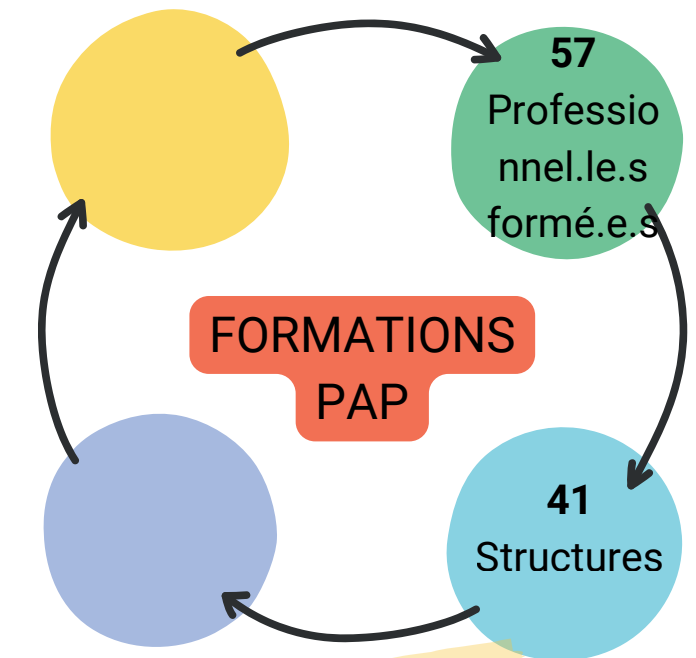 57
Professio
nnel.le.s
formé.e.s
FORMATIONS
PAP
41
Structures